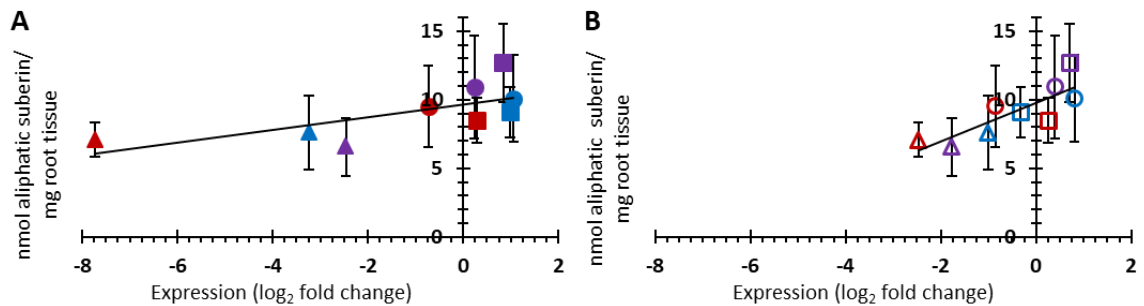 A
nmol aliphatic suberin/
mg root tissue
15
10
5
0
-8 -6 -4 -2 0 2
Expression (log2 fold change)
B
nmol aliphatic suberin/
mg root tissue
15
10
5
0
-8 -6 -4 -2 0 2
Expression (log2 fold change)